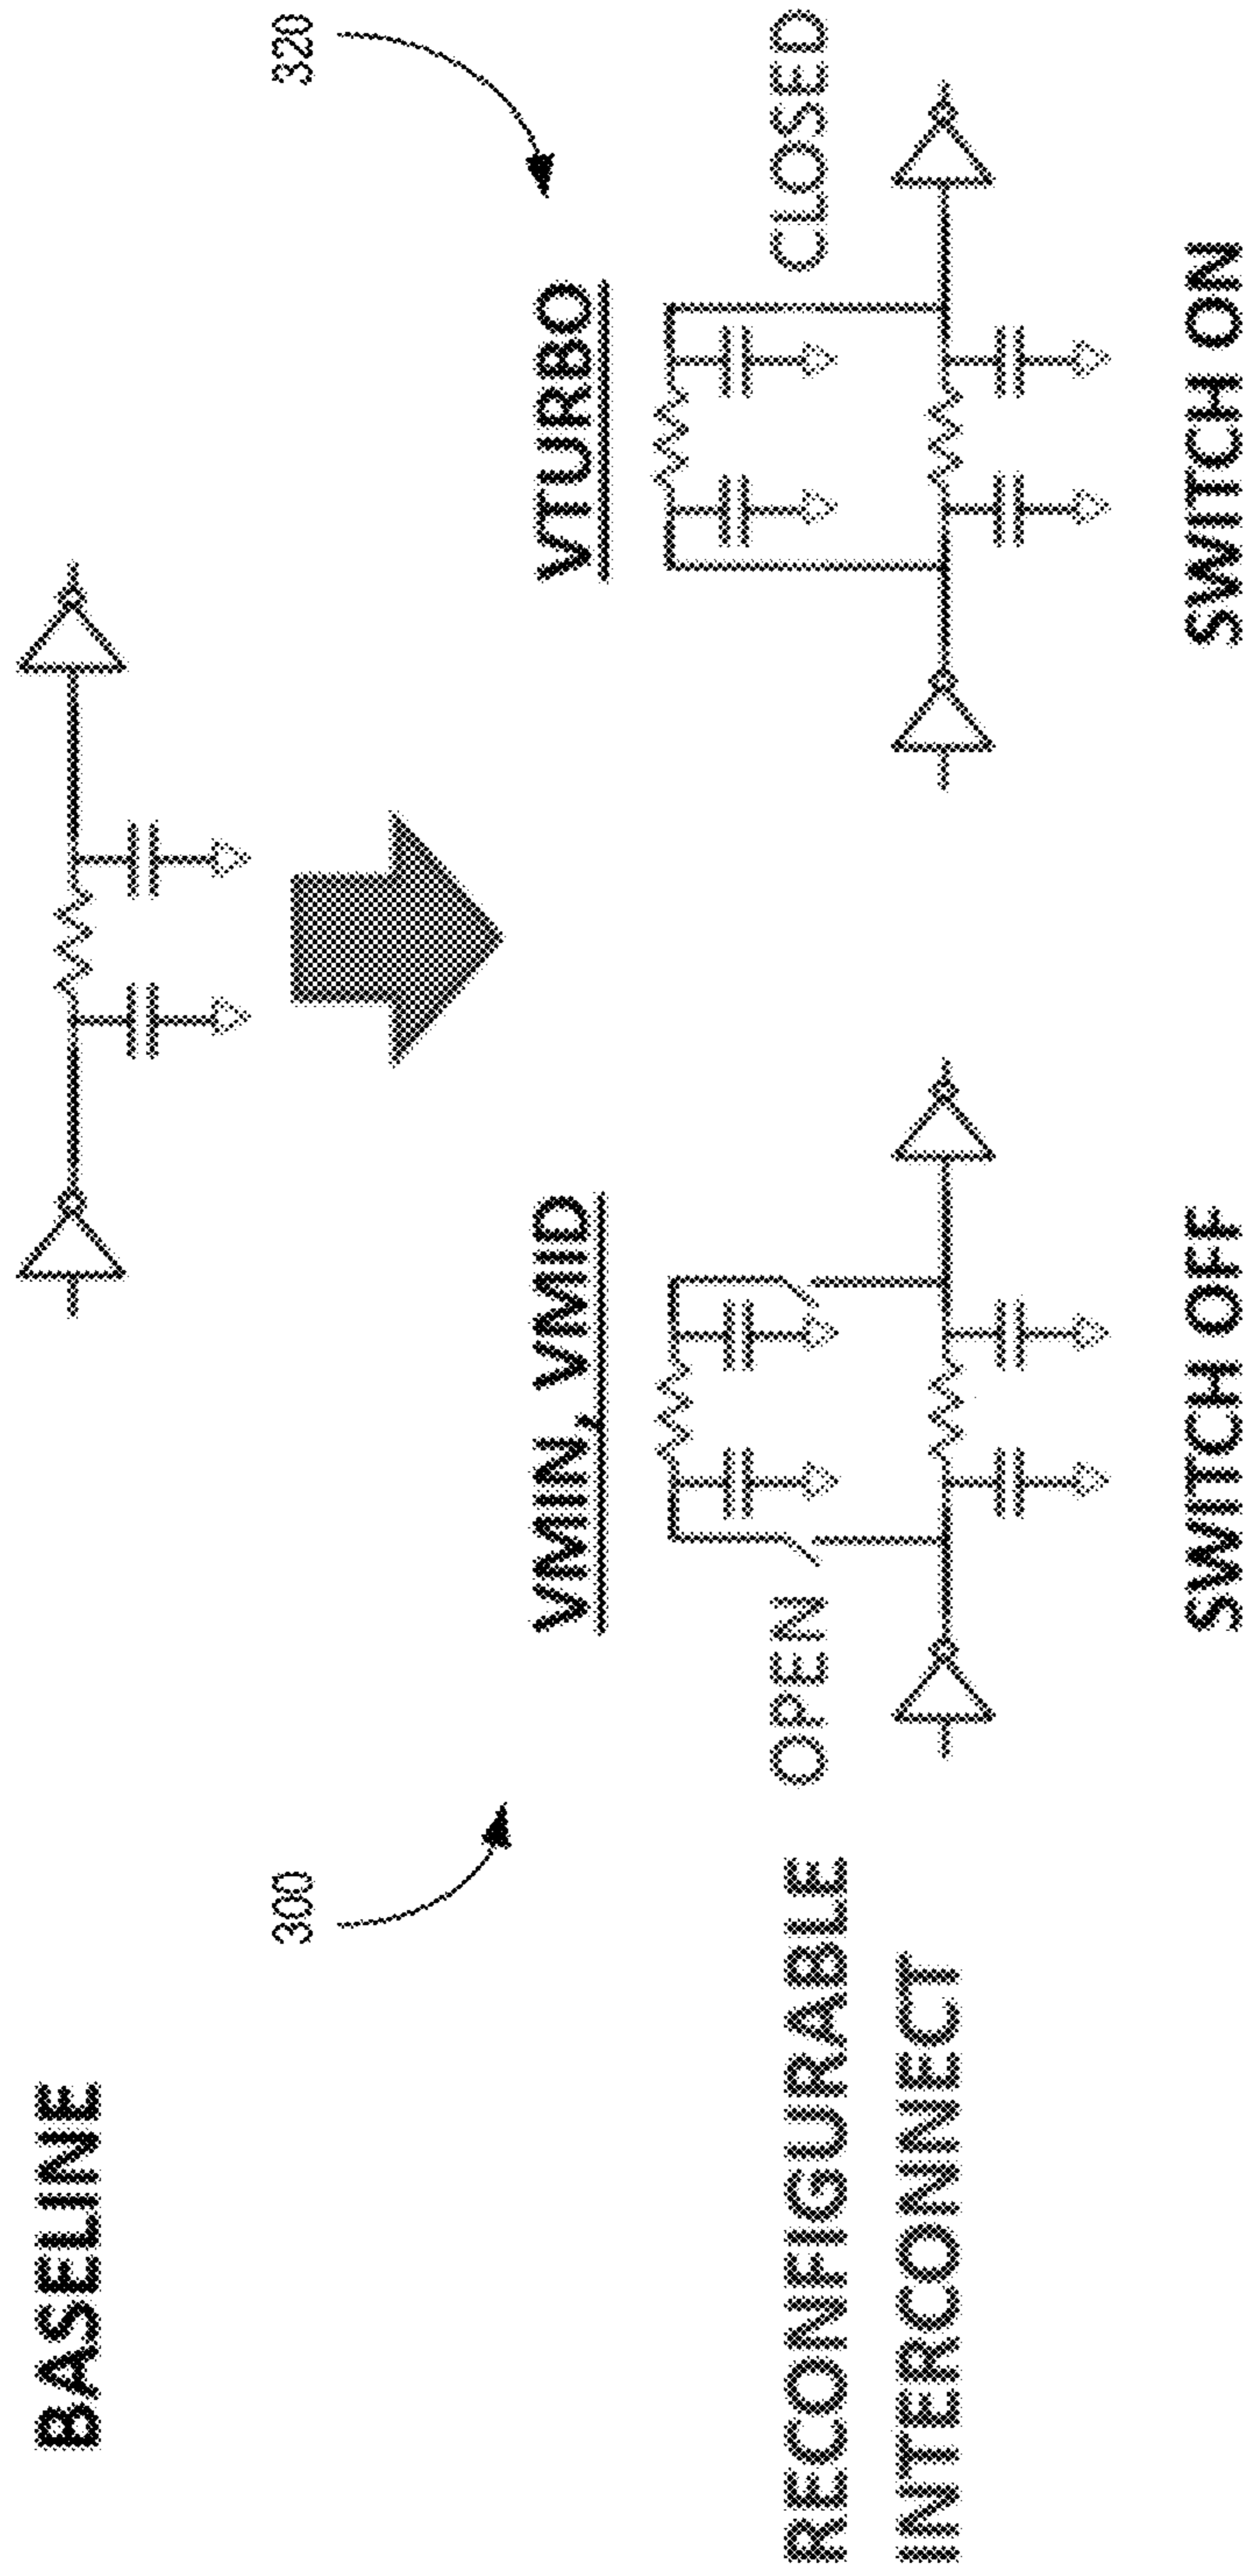 BASELINE
300
320
VMIN, VMID
VTURBO
RECONFIGURABLE
INTERCONNECT
OPEN
CLOSED
SWITCH OFF
SWITCH ON